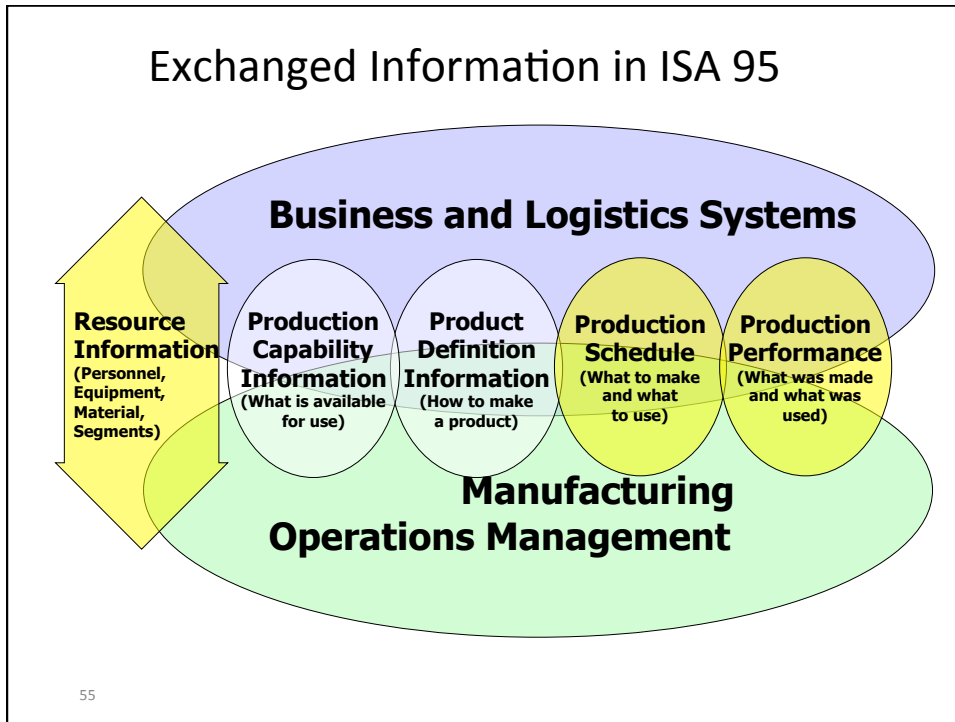 Exchanged Information in ISA 95
Business and Logistics Systems
Resource
Information
(Personnel,
Equipment,
Material,
Segments)
Production
Capability
Information
(What is available
for use)
Product
Definition
Information
(How to make
a product)
Production
Schedule
(What to make
and what
to use)
Production
Performance
(What was made
and what was
used)
Manufacturing
Operations Management
55